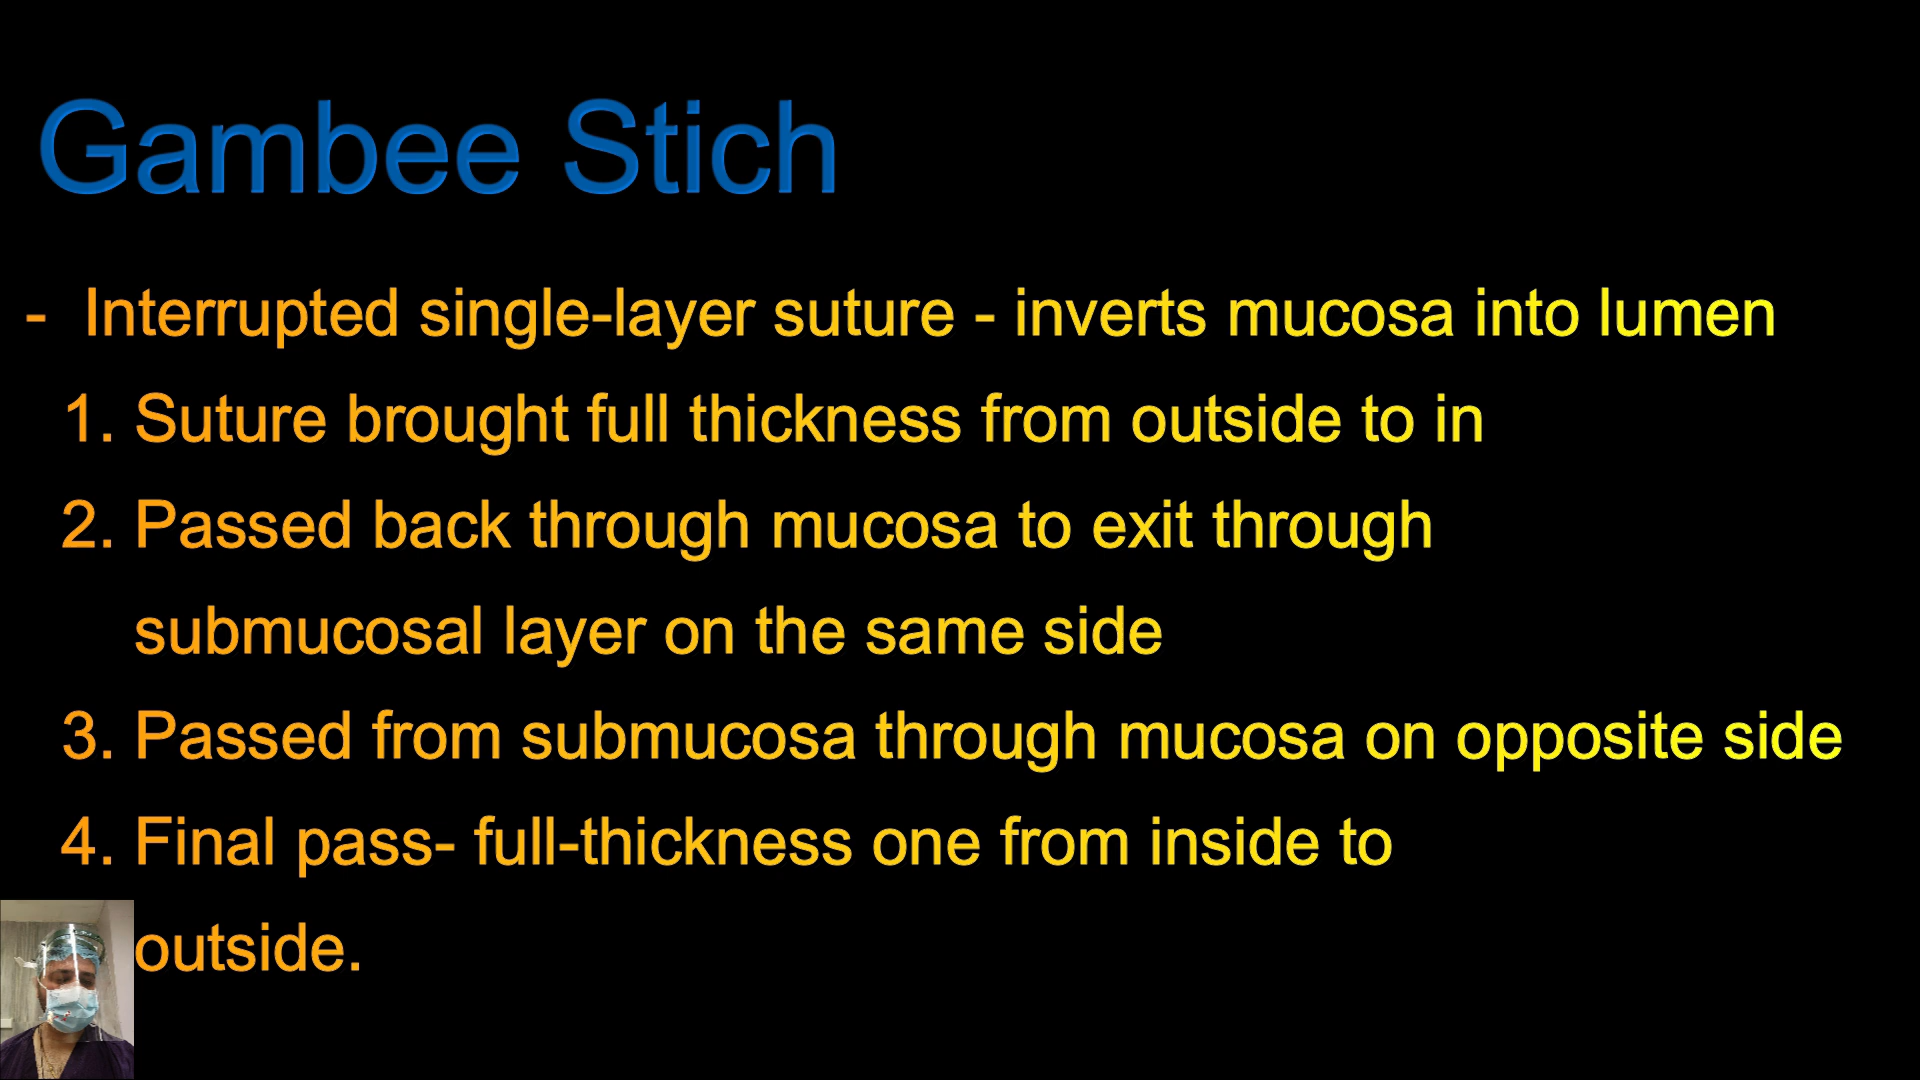 Gambee Stich
- Interrupted single-layer suture - inverts mucosa into lumen
1. Suture brought full thickness from outside to in
2. Passed back through mucosa to exit through
submucosal layer on the same side
3. Passed from submucosa through mucosa on opposite side
4. Final pass- full-thickness one from inside to
outside.